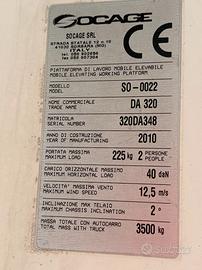 SOCAGE
SOCAGE SRL
STRADA STATALE 12 n.10
41030 SORBARA (MO)
ITALY
PIATTAFORMA DI LAVORO MOBILE ELEVABILE
MOBILE ELEVATING WORKING PLATFORM
MODELLO
MODEL
SO-0022
NOME COMMERCIALE
TRADE NAME
DA 320
MATRICOLA
SERIAL NUMBER
320DA348
ANNO DI COSTRUZIONE
YEAR OF MANUFACTURING
2010
PORTATA MASSIMA
MAXIMUM LOAD
225 kg
2 PERSONE
PEOPLE
CARICO ORIZZONTALE MASSIMO
MAXIMUM HORIZONTAL LOAD
40 daN
VELOCITA' MASSIMA VENTO
MAXIMUM WIND SPEED
12,5 m/s
INCLINAZIONE MAX TELAIO
MAXIMUM CHASSIS INCLINATION
2°
MASSA TOTALE CON AUTOCARRO
TOTAL MASS WITH TRUCK
3500 kg
subito